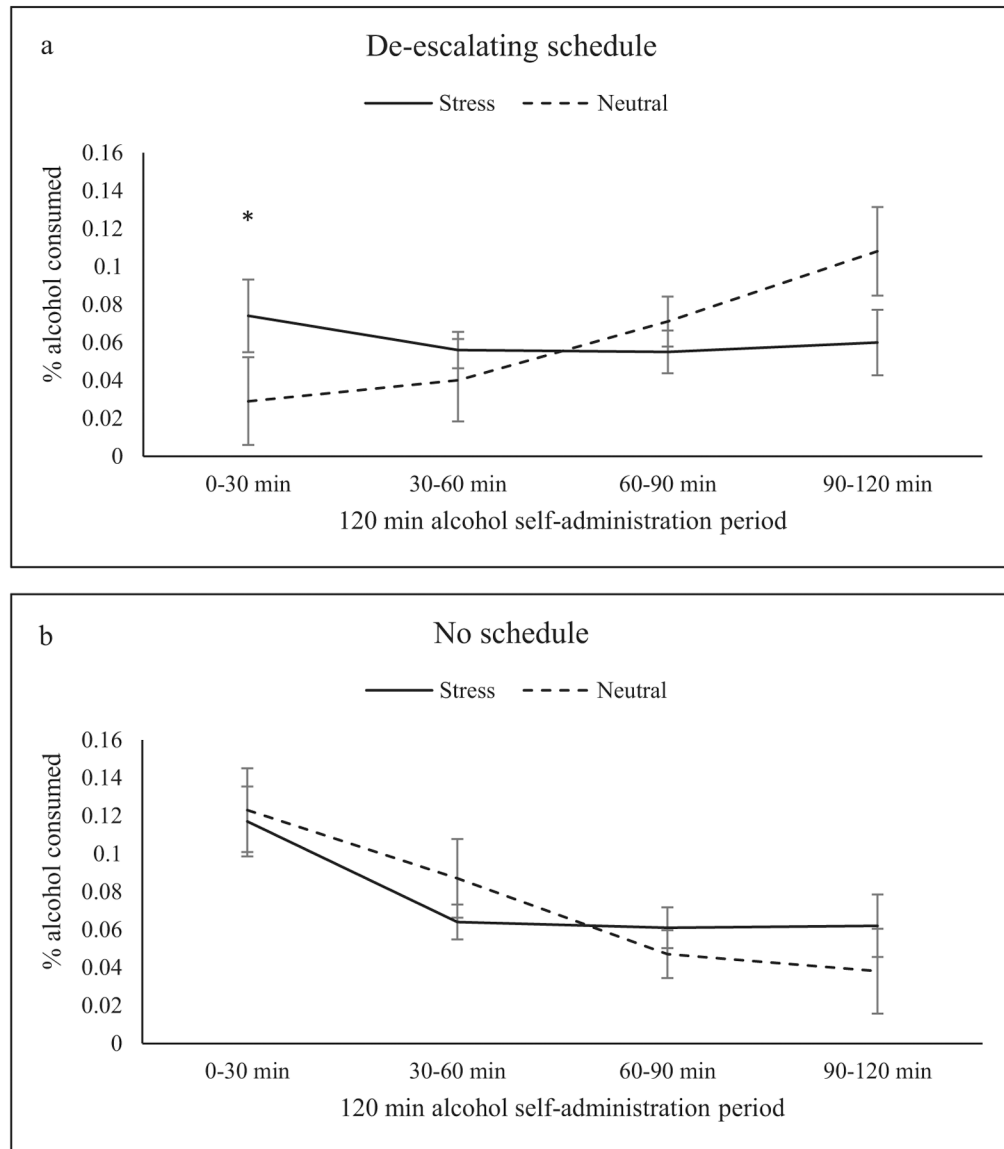 a
De-escalating schedule
Stress Neutral
% alcohol consumed
0.16
0.14
0.12
0.1
0.08
0.06
0.04
0.02
0
*
0-30 min 30-60 min 60-90 min 90-120 min
120 min alcohol self-administration period
b
No schedule
Stress Neutral
% alcohol consumed
0.16
0.14
0.12
0.1
0.08
0.06
0.04
0.02
0
0-30 min 30-60 min 60-90 min 90-120 min
120 min alcohol self-administration period